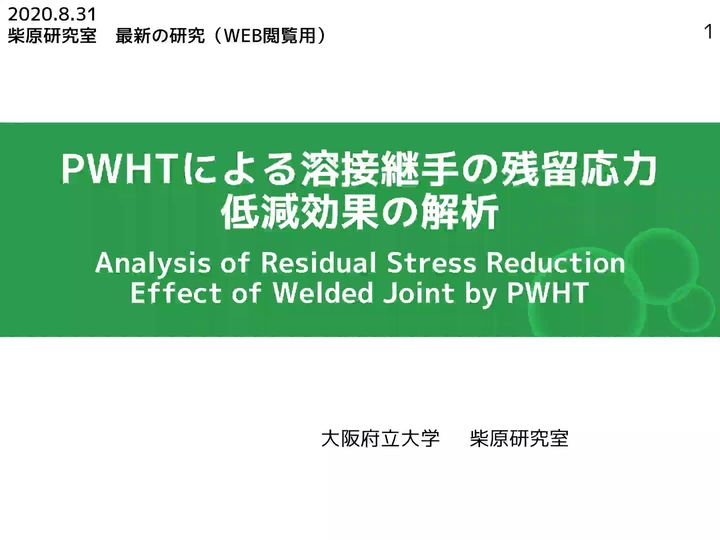 2020.8.31
柴原研究室　最新の研究（WEB閲覧用）
1
PWHTによる溶接継手の残留応力
低減効果の解析
Analysis of Residual Stress Reduction
Effect of Welded Joint by PWHT
大阪府立大学　柴原研究室